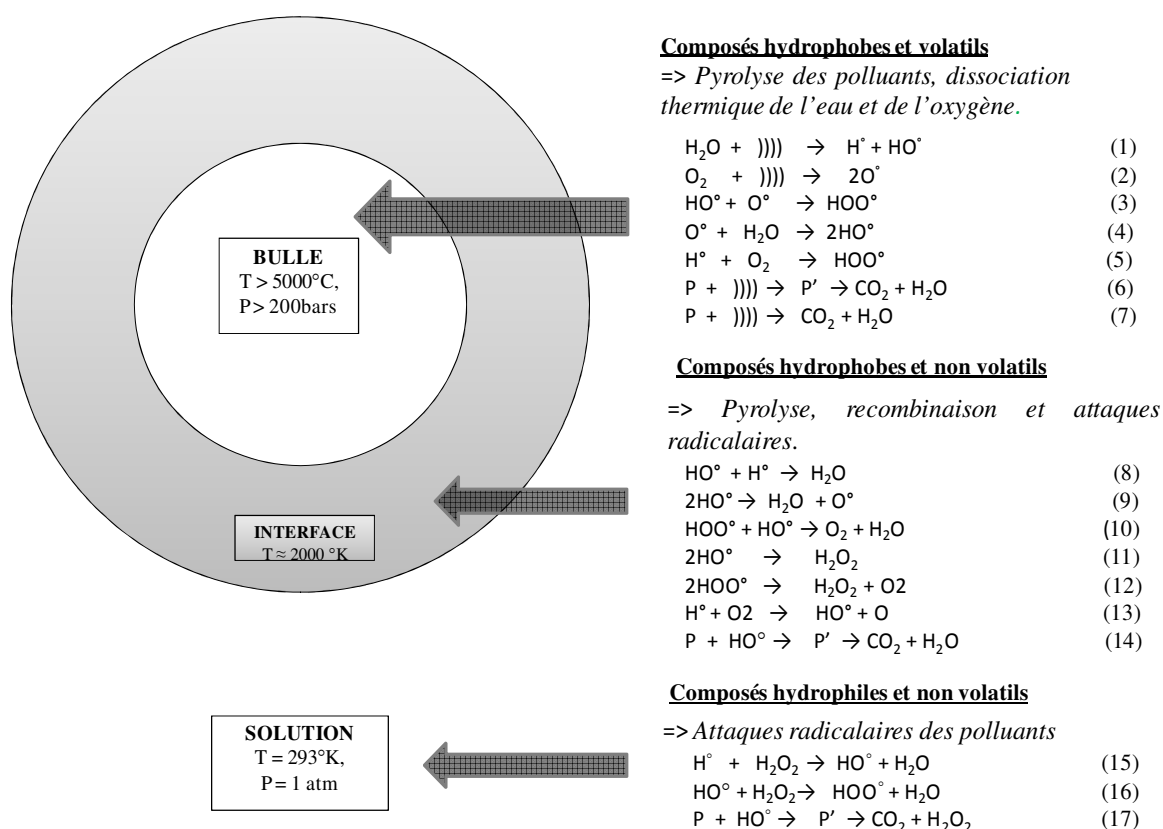 Composés hydrophobes et volatils
=> Pyrolyse des polluants, dissociation
thermique de l'eau et de l'oxygène.
H₂O + )))) → H° + HO° (1)
O₂ + )))) → 2O° (2)
HO° + O° → HOO° (3)
O° + H₂O → 2HO° (4)
H° + O₂ → HOO° (5)
P + )))) → P' → CO₂ + H₂O (6)
P + )))) → CO₂ + H₂O (7)
BULLE
T > 5000°C,
P> 200bars
Composés hydrophobes et non volatils
=> Pyrolyse, recombinaison et attaques
radicalaires.
HO° + H° → H₂O (8)
2HO° → H₂O + O° (9)
HOO° + HO° → O₂ + H₂O (10)
2HO° → H₂O₂ (11)
2HOO° → H₂O₂ + O2 (12)
H° + O2 → HO° + O (13)
P + HO° → P' → CO₂ + H₂O (14)
INTERFACE
T ≈ 2000 °K
Composés hydrophiles et non volatils
=> Attaques radicalaires des polluants
H° + H₂O₂ → HO° + H₂O (15)
HO° + H₂O₂ → HOO° + H₂O (16)
P + HO° → P' → CO₂ + H₂O₂ (17)
SOLUTION
T = 293°K,
P = 1 atm